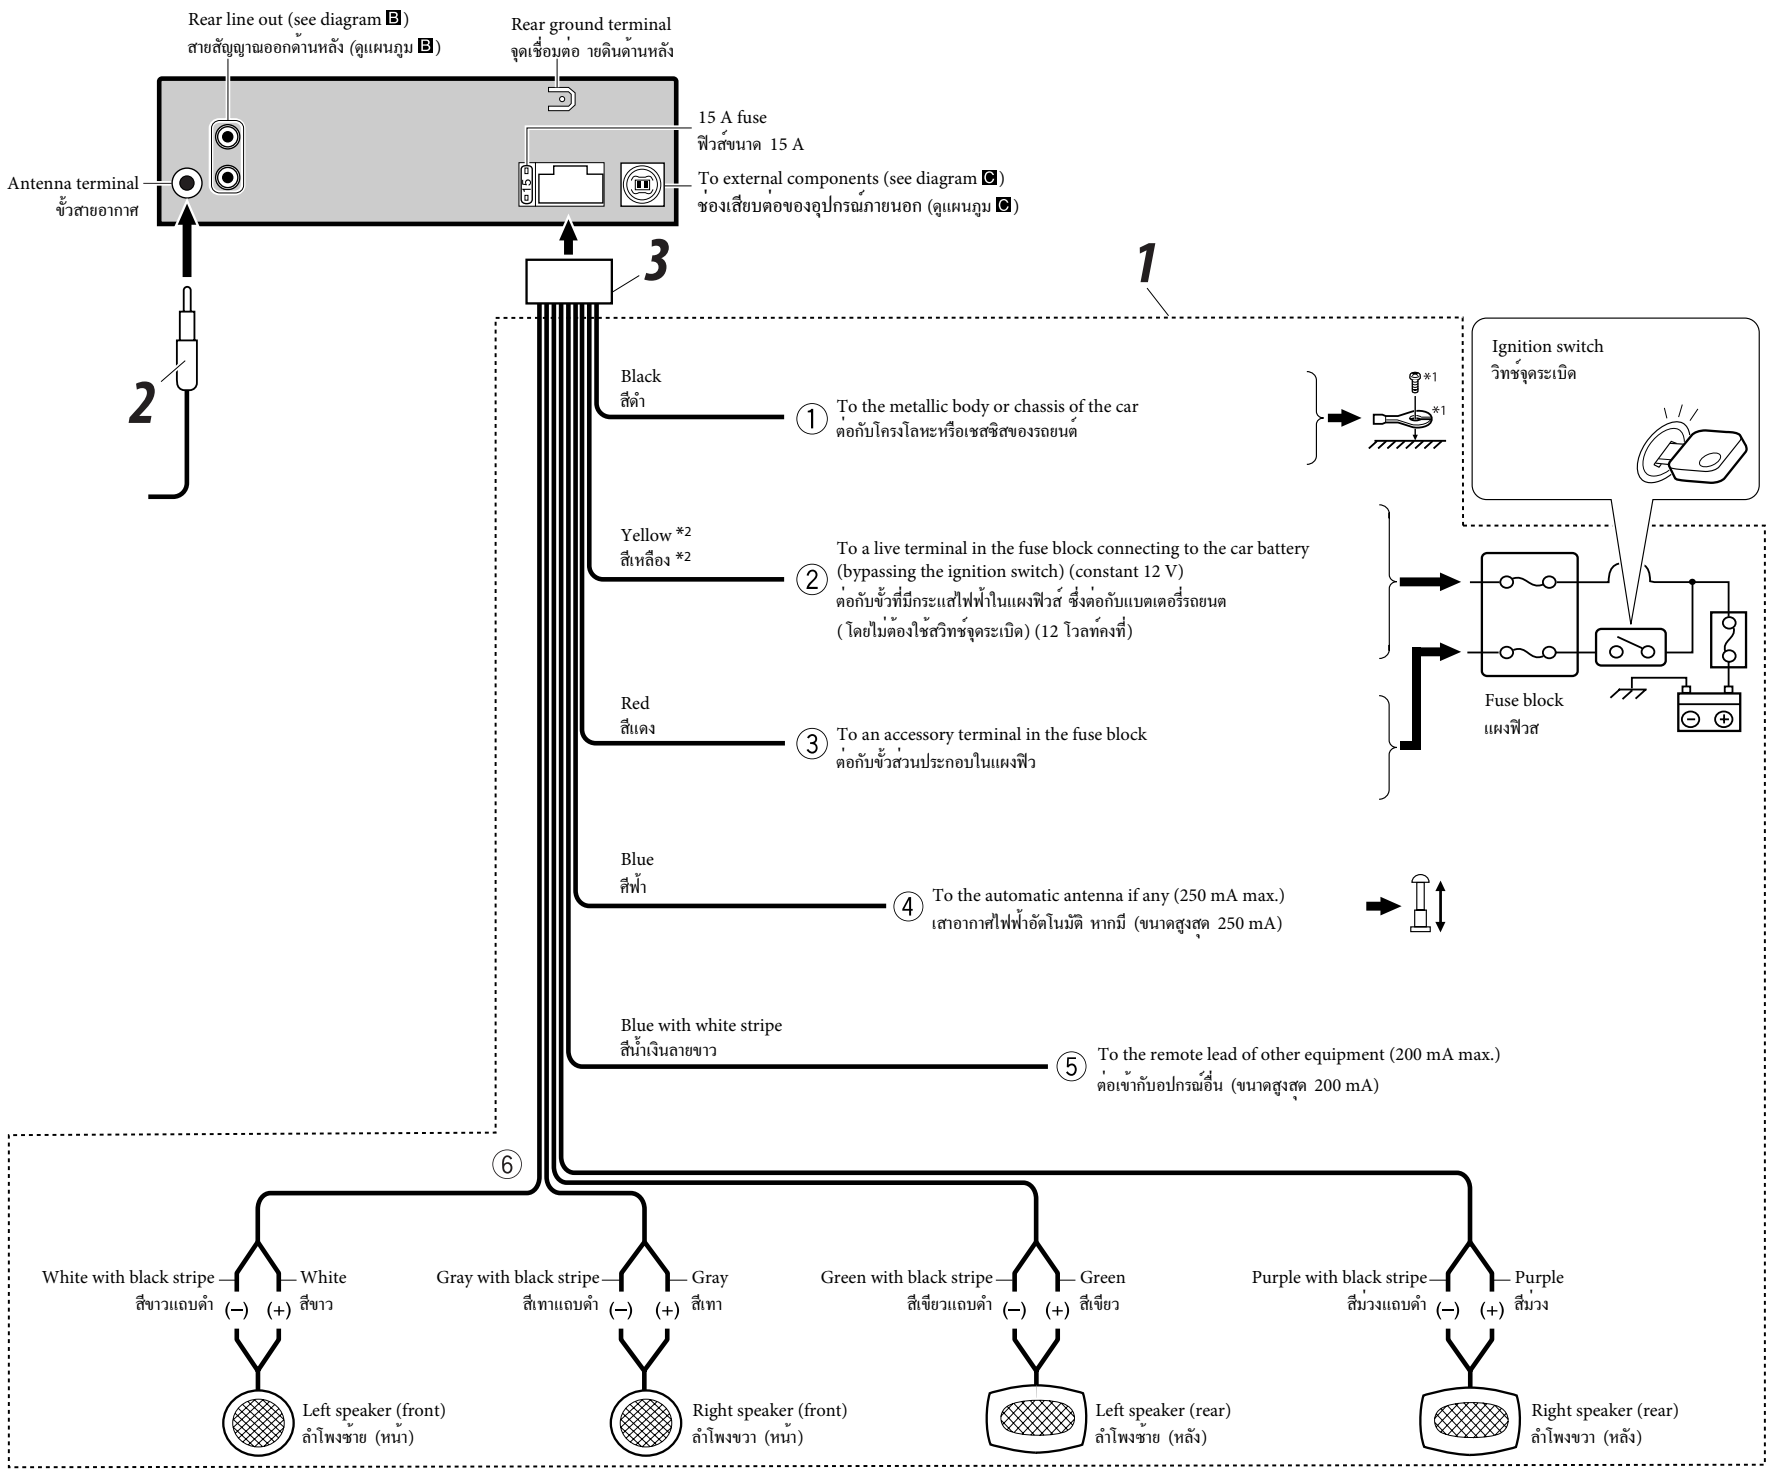 Rear line out (see diagram B)
สายสัญญาณออกด้านหลัง (ดูแผนภูม B)
Rear ground terminal
จุดเชื่อมต่อ ายดินด้านหลัง
15 A fuse
ฟิวส์ขนาด 15 A
15
Antenna terminal
ขั้วสายอากาศ
To external components (see diagram C)
ช่องเสียบต่อของอุปกรณ์ภายนอก (ดูแผนภูม C)
3
1
2
Ignition switch
วิทช์จุดระเบิด
Black
สีดำ
1 To the metallic body or chassis of the car
ต่อกับโครงโลหะหรือเชสซิสของรถยนต์
*1
*1
Yellow *2
สีเหลือง *2
2 To a live terminal in the fuse block connecting to the car battery
(bypassing the ignition switch) (constant 12 V)
ต่อกับขั้วที่มีกระแสไฟฟ้าในแผงฟิวส์ ซึ่งต่อกับแบตเตอรี่รถยนต
( โดยไม่ต้องใช้สวิทช์จุดระเบิด) (12 โวลท์คงที่)
Fuse block
แผงฟิวส
Red
สีแดง
3 To an accessory terminal in the fuse block
ต่อกับขั้วส่วนประกอบในแผงฟิว
Blue
ศีฟ้า
4 To the automatic antenna if any (250 mA max.)
เสาอากาศไฟฟ้าอัตโนมัติ หากมี (ขนาดสูงสุด 250 mA)
Blue with white stripe
สีน้ำเงินลายขาว
5 To the remote lead of other equipment (200 mA max.)
ต่อเข้ากับอปกรณ์อื่น (ขนาดสูงสุด 200 mA)
6
White with black stripe
สีขาวแถบดำ (−)
White
(+) สีขาว
Gray with black stripe
สีเทาแถบดำ (−)
Gray
(+) สีเทา
Green with black stripe
สีเขียวแถบดำ (−)
Green
(+) สีเขียว
Purple with black stripe
สีม่วงแถบดำ (−)
Purple
(+) สีม่วง
Left speaker (front)
ลำโพงซ้าย (หน้า)
Right speaker (front)
ลำโพงขวา (หน้า)
Left speaker (rear)
ลำโพงซ้าย (หลัง)
Right speaker (rear)
ลำโพงขวา (หลัง)